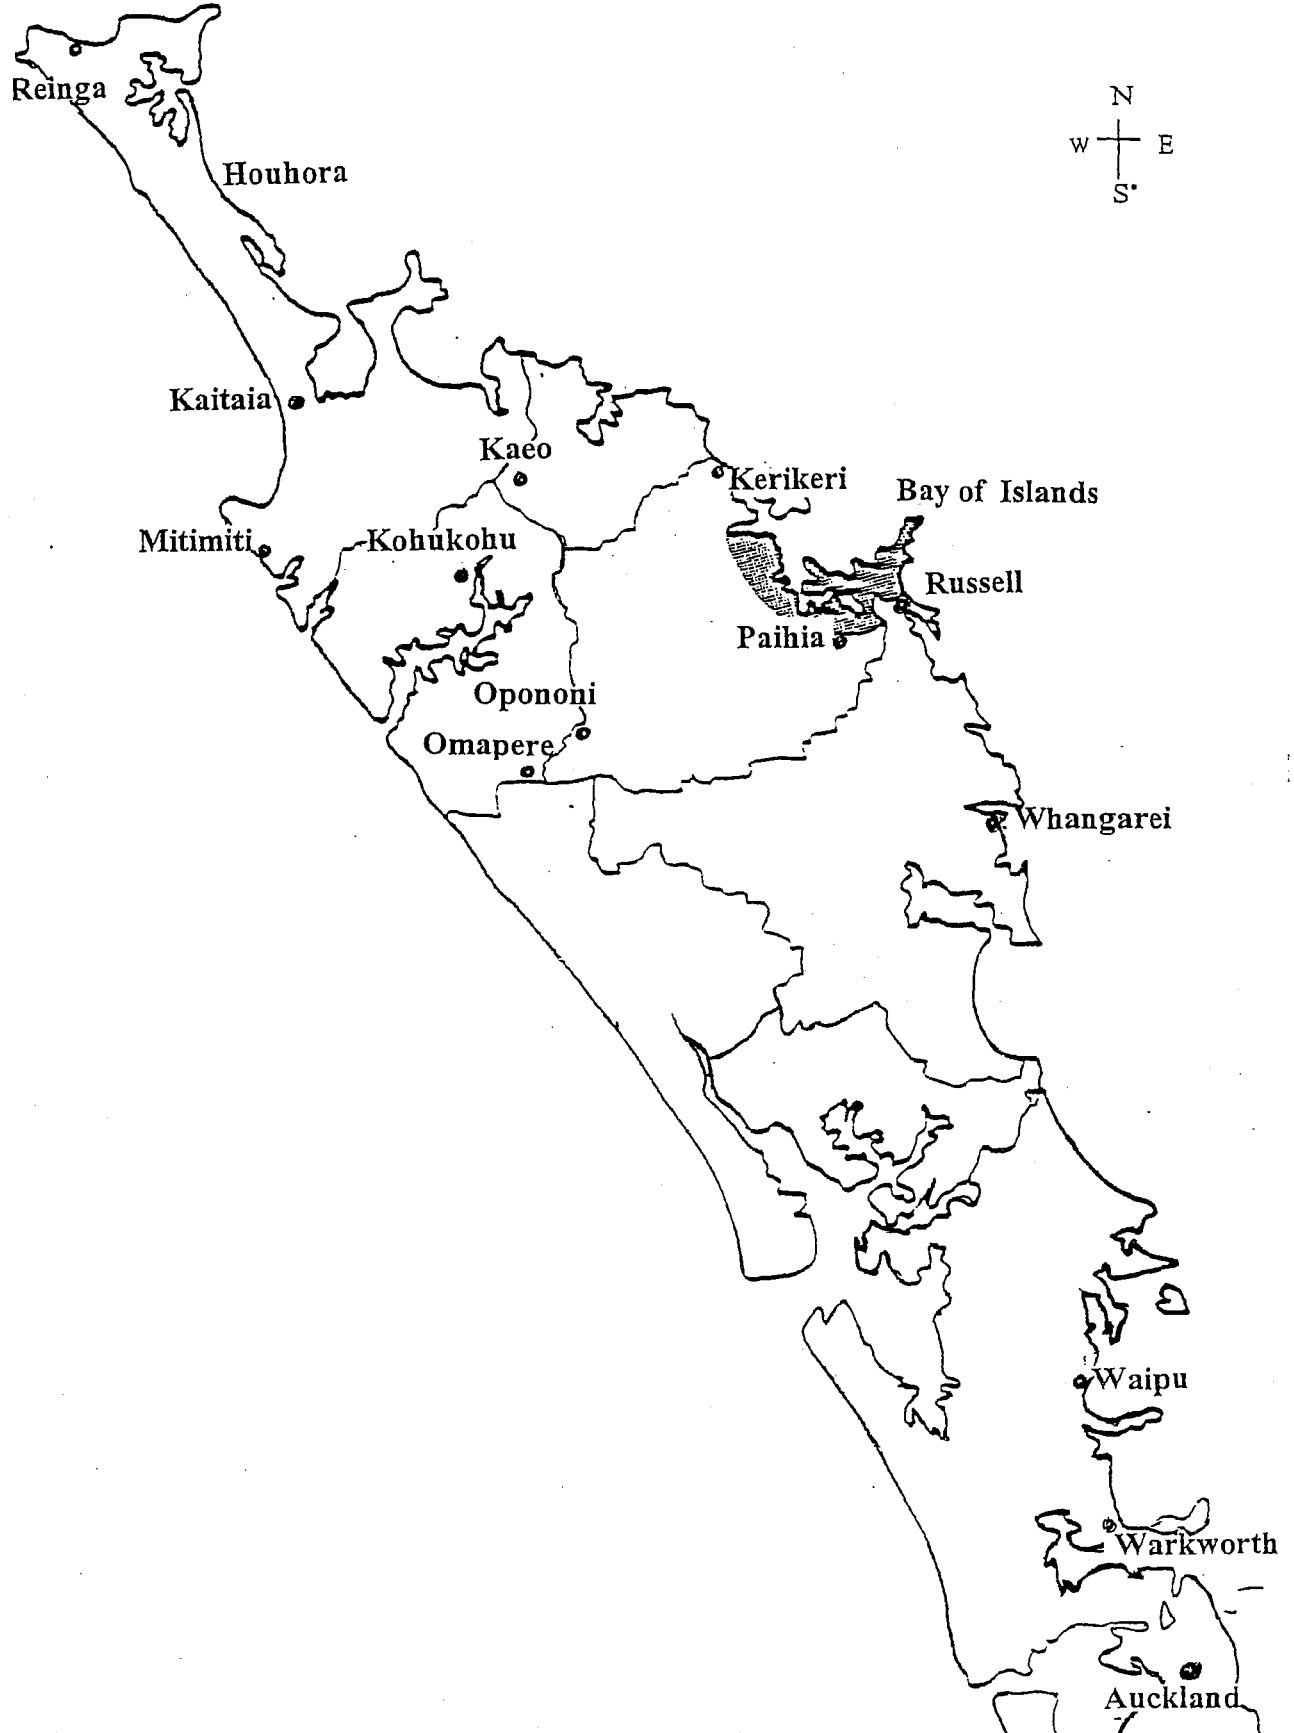 Reinga
N
W E
S
Houhora
Kaitaia
Kaeo
Kerikeri
Bay of Islands
Mitimiti
Kohukohu
Russell
Paihia
Opononi
Omapere
Whangarei
Waipu
Warkworth
Auckland